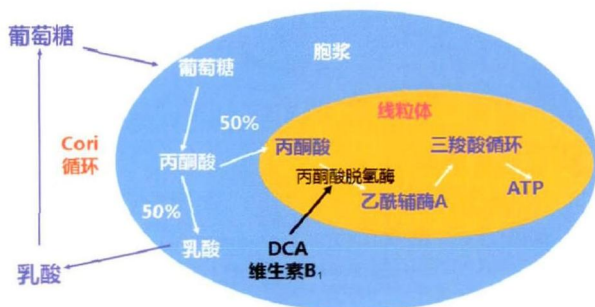 葡萄糖
葡萄糖
胞浆
线粒体
50%
Cori
循环
丙酮酸
丙酮酸
三羧酸循环
丙酮酸脱氢酶
乙酰辅酶A
ATP
50%
乳酸
DCA
维生素B₁
乳酸